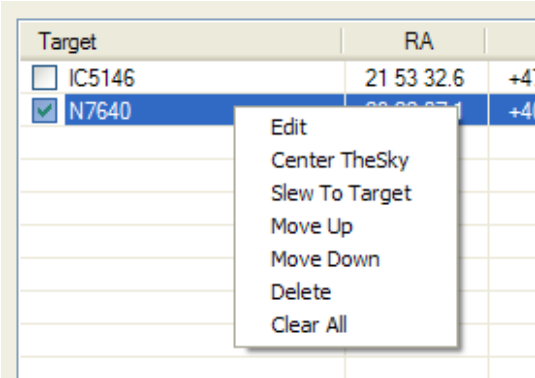 Target RA
IC5146 21 53 32.6 +47
N7640
Edit
Center TheSky
Slew To Target
Move Up
Move Down
Delete
Clear All